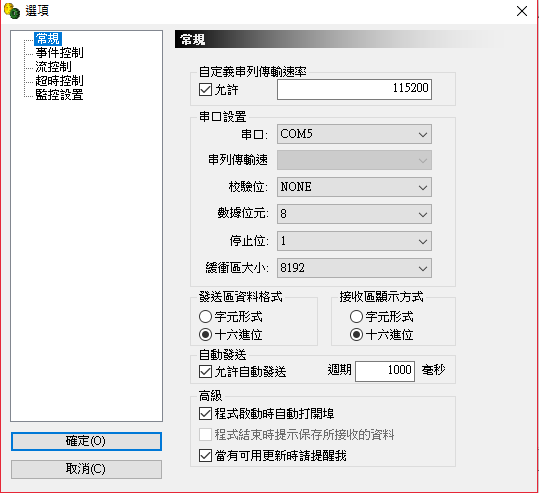 選項
常規
事件控制
流控制
超時控制
監控設置
常規
自定義串列傳輸速率
允許
115200
串口設置
串口:
COM5
串列傳輸速
校驗位:
NONE
數據位元:
8
停止位:
1
緩衝區大小:
8192
發送區資料格式
字元形式
十六進位
接收區顯示方式
字元形式
十六進位
自動發送
允許自動發送
週期
1000
毫秒
高級
程式啟動時自動打開埠
程式結束時提示保存所接收的資料
當有可用更新時請提醒我
確定(O)
取消(C)